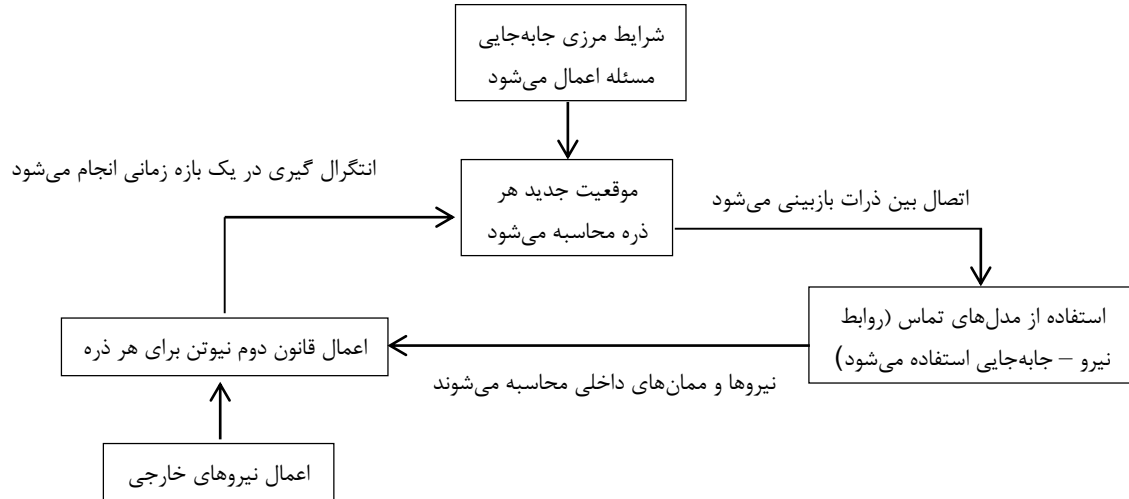 شرایط مرزی جابه‌جایی
مسئله اعمال می‌شود
انتگرال گیری در یک بازه زمانی انجام می‌شود
موقعیت جدید هر
ذره محاسبه می‌شود
اتصال بین ذرات بازبینی می‌شود
استفاده از مدل‌های تماس (روابط
نیرو – جابه‌جایی استفاده می‌شود)
اعمال قانون دوم نیوتن برای هر ذره
نیروها و ممان‌های داخلی محاسبه می‌شوند
اعمال نیروهای خارجی